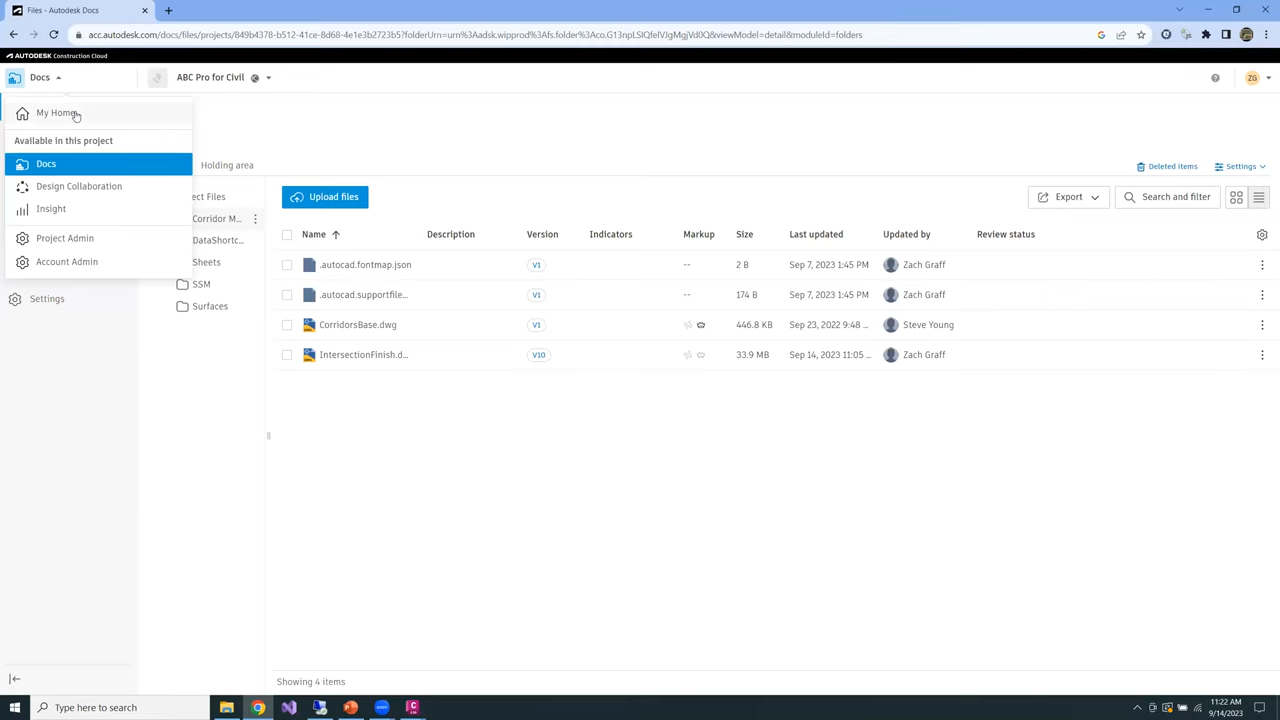 Files - Autodesk Docs
acc.autodesk.com/docs/files/projects/849b4378-b512-41ce-8d68-4e1e3b2723b5?folderUrn=urn%3Aadsk.wipprod%3Afs.folder%3Aco.G13npLSIQfeIVJgMgjVd0Q&viewModel=detail&moduleId=folders
AUTODESK CONSTRUCTION CLOUD
Docs
ABC Pro for Civil
ZG
My Home
Available in this project
Docs
Design Collaboration
Insight
Project Admin
Account Admin
Settings
Holding area
Deleted items
Settings
ect Files
Corridor M...
DataShortc...
Sheets
SSM
Surfaces
Upload files
Export
Search and filter
Name Description Version Indicators Markup Size Last updated Updated by Review status
.autocad.fontmap.json V1 -- 2 B Sep 7, 2023 1:45 PM Zach Graff
.autocad.supportfile... V1 -- 174 B Sep 7, 2023 1:45 PM Zach Graff
CorridorsBase.dwg V1 446.8 KB Sep 23, 2022 9:48 ... Steve Young
IntersectionFinish.d... V10 33.9 MB Sep 14, 2023 11:05 ... Zach Graff
Showing 4 items
Type here to search
11:22 AM
9/14/2023